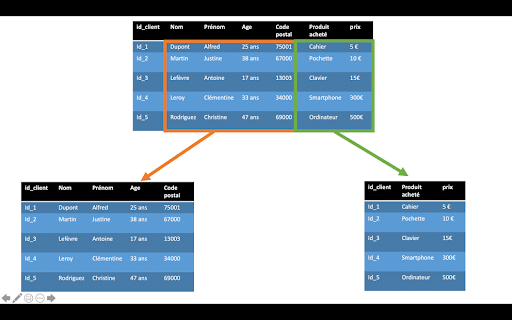 id_client Nom Prénom Age Code postal Produit acheté prix
Id_1 Dupont Alfred 25 ans 75001 Cahier 5 €
Id_2 Martin Justine 38 ans 67000 Pochette 10 €
Id_3 Lefèvre Antoine 17 ans 13003 Clavier 15€
Id_4 Leroy Clémentine 33 ans 34000 Smartphone 300€
Id_5 Rodriguez Christine 47 ans 69000 Ordinateur 500€
id_client Nom Prénom Age Code postal
Id_1 Dupont Alfred 25 ans 75001
Id_2 Martin Justine 38 ans 67000
Id_3 Lefèvre Antoine 17 ans 13003
Id_4 Leroy Clémentine 33 ans 34000
Id_5 Rodriguez Christine 47 ans 69000
id_client Produit acheté prix
Id_1 Cahier 5 €
Id_2 Pochette 10 €
Id_3 Clavier 15€
Id_4 Smartphone 300€
Id_5 Ordinateur 500€